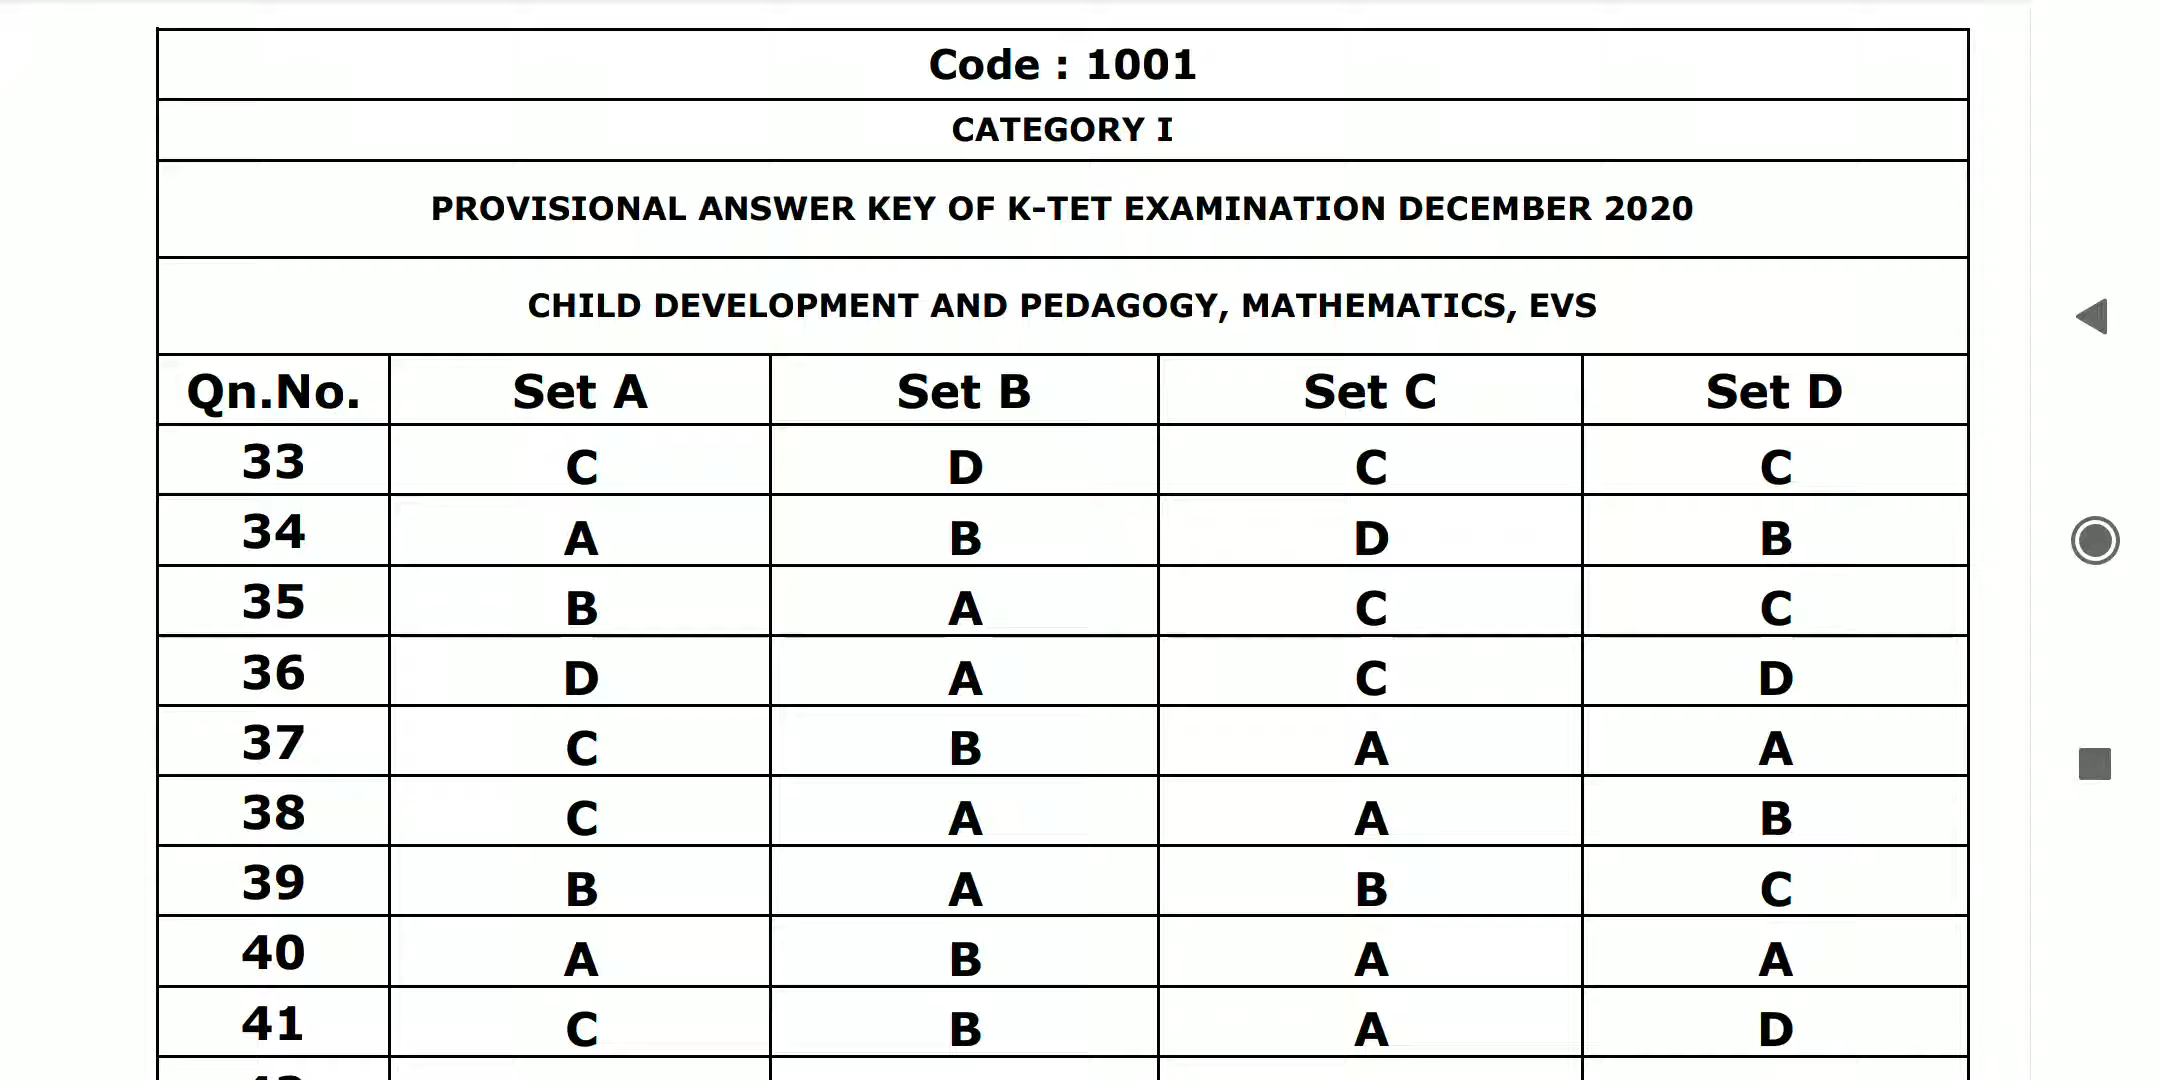 Code : 1001
CATEGORY I
PROVISIONAL ANSWER KEY OF K-TET EXAMINATION DECEMBER 2020
CHILD DEVELOPMENT AND PEDAGOGY, MATHEMATICS, EVS
Qn.No. Set A Set B Set C Set D
33 C D C C
34 A B D B
35 B A C C
36 D A C D
37 C B A A
38 C A A B
39 B A B C
40 A B A A
41 C B A D